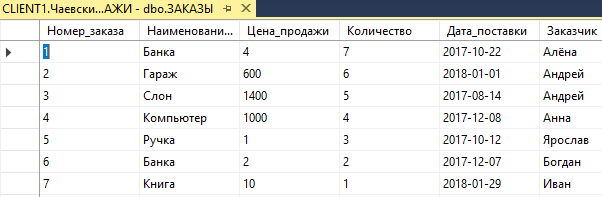 CLIENT1.Чаевски...АЖИ - dbo.ЗАКАЗЫ
Номер_заказа Наименовани... Цена_продажи Количество Дата_поставки Заказчик
1 Банка 4 7 2017-10-22 Алёна
2 Гараж 600 6 2018-01-01 Андрей
3 Слон 1400 5 2017-08-14 Андрей
4 Компьютер 1000 4 2017-12-08 Анна
5 Ручка 1 3 2017-10-12 Ярослав
6 Банка 2 2 2017-12-07 Богдан
7 Книга 10 1 2018-01-29 Иван